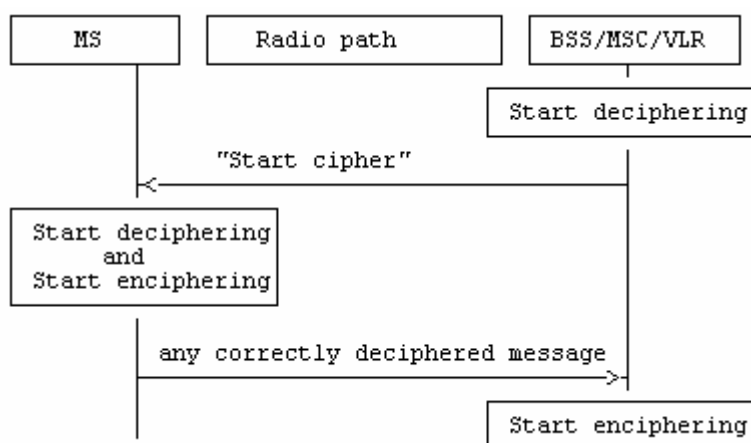 MS
Radio path
BSS/MSC/VLR
Start deciphering
"Start cipher"
Start deciphering
and
Start enciphering
any correctly deciphered message
Start enciphering